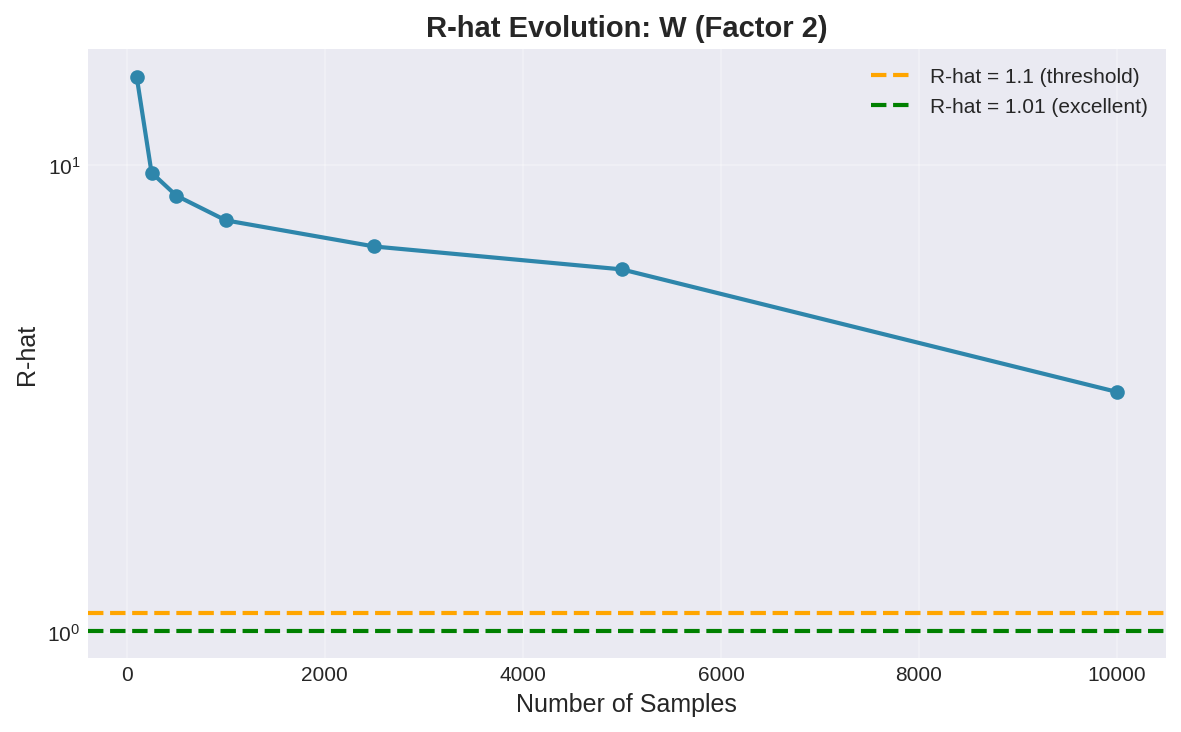 R-hat Evolution: W (Factor 2)
R-hat = 1.1 (threshold)
R-hat = 1.01 (excellent)
10¹
10⁰
R-hat
0 2000 4000 6000 8000 10000
Number of Samples